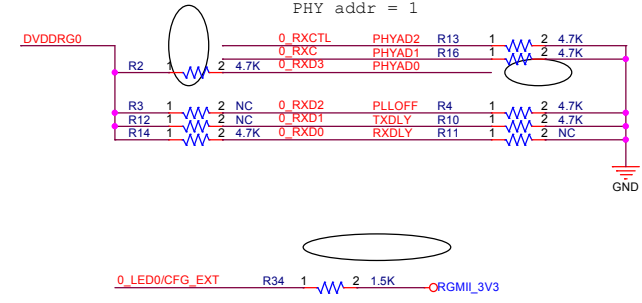 PHY addr = 1
DVDDRG0
0_RXCTL PHYAD2 R13 1 2 4.7K
0_RXC PHYAD1 R16 1 2 4.7K
R2 1 2 4.7K 0_RXD3 PHYAD0
R3 1 2 NC 0_RXD2 PLLOFF R4 1 2 4.7K
R12 1 2 NC 0_RXD1 TXDLY R10 1 2 4.7K
R14 1 2 4.7K 0_RXD0 RXDLY R11 1 2 NC
GND
0_LED0/CFG_EXT R34 1 2 1.5K RGMII_3V3